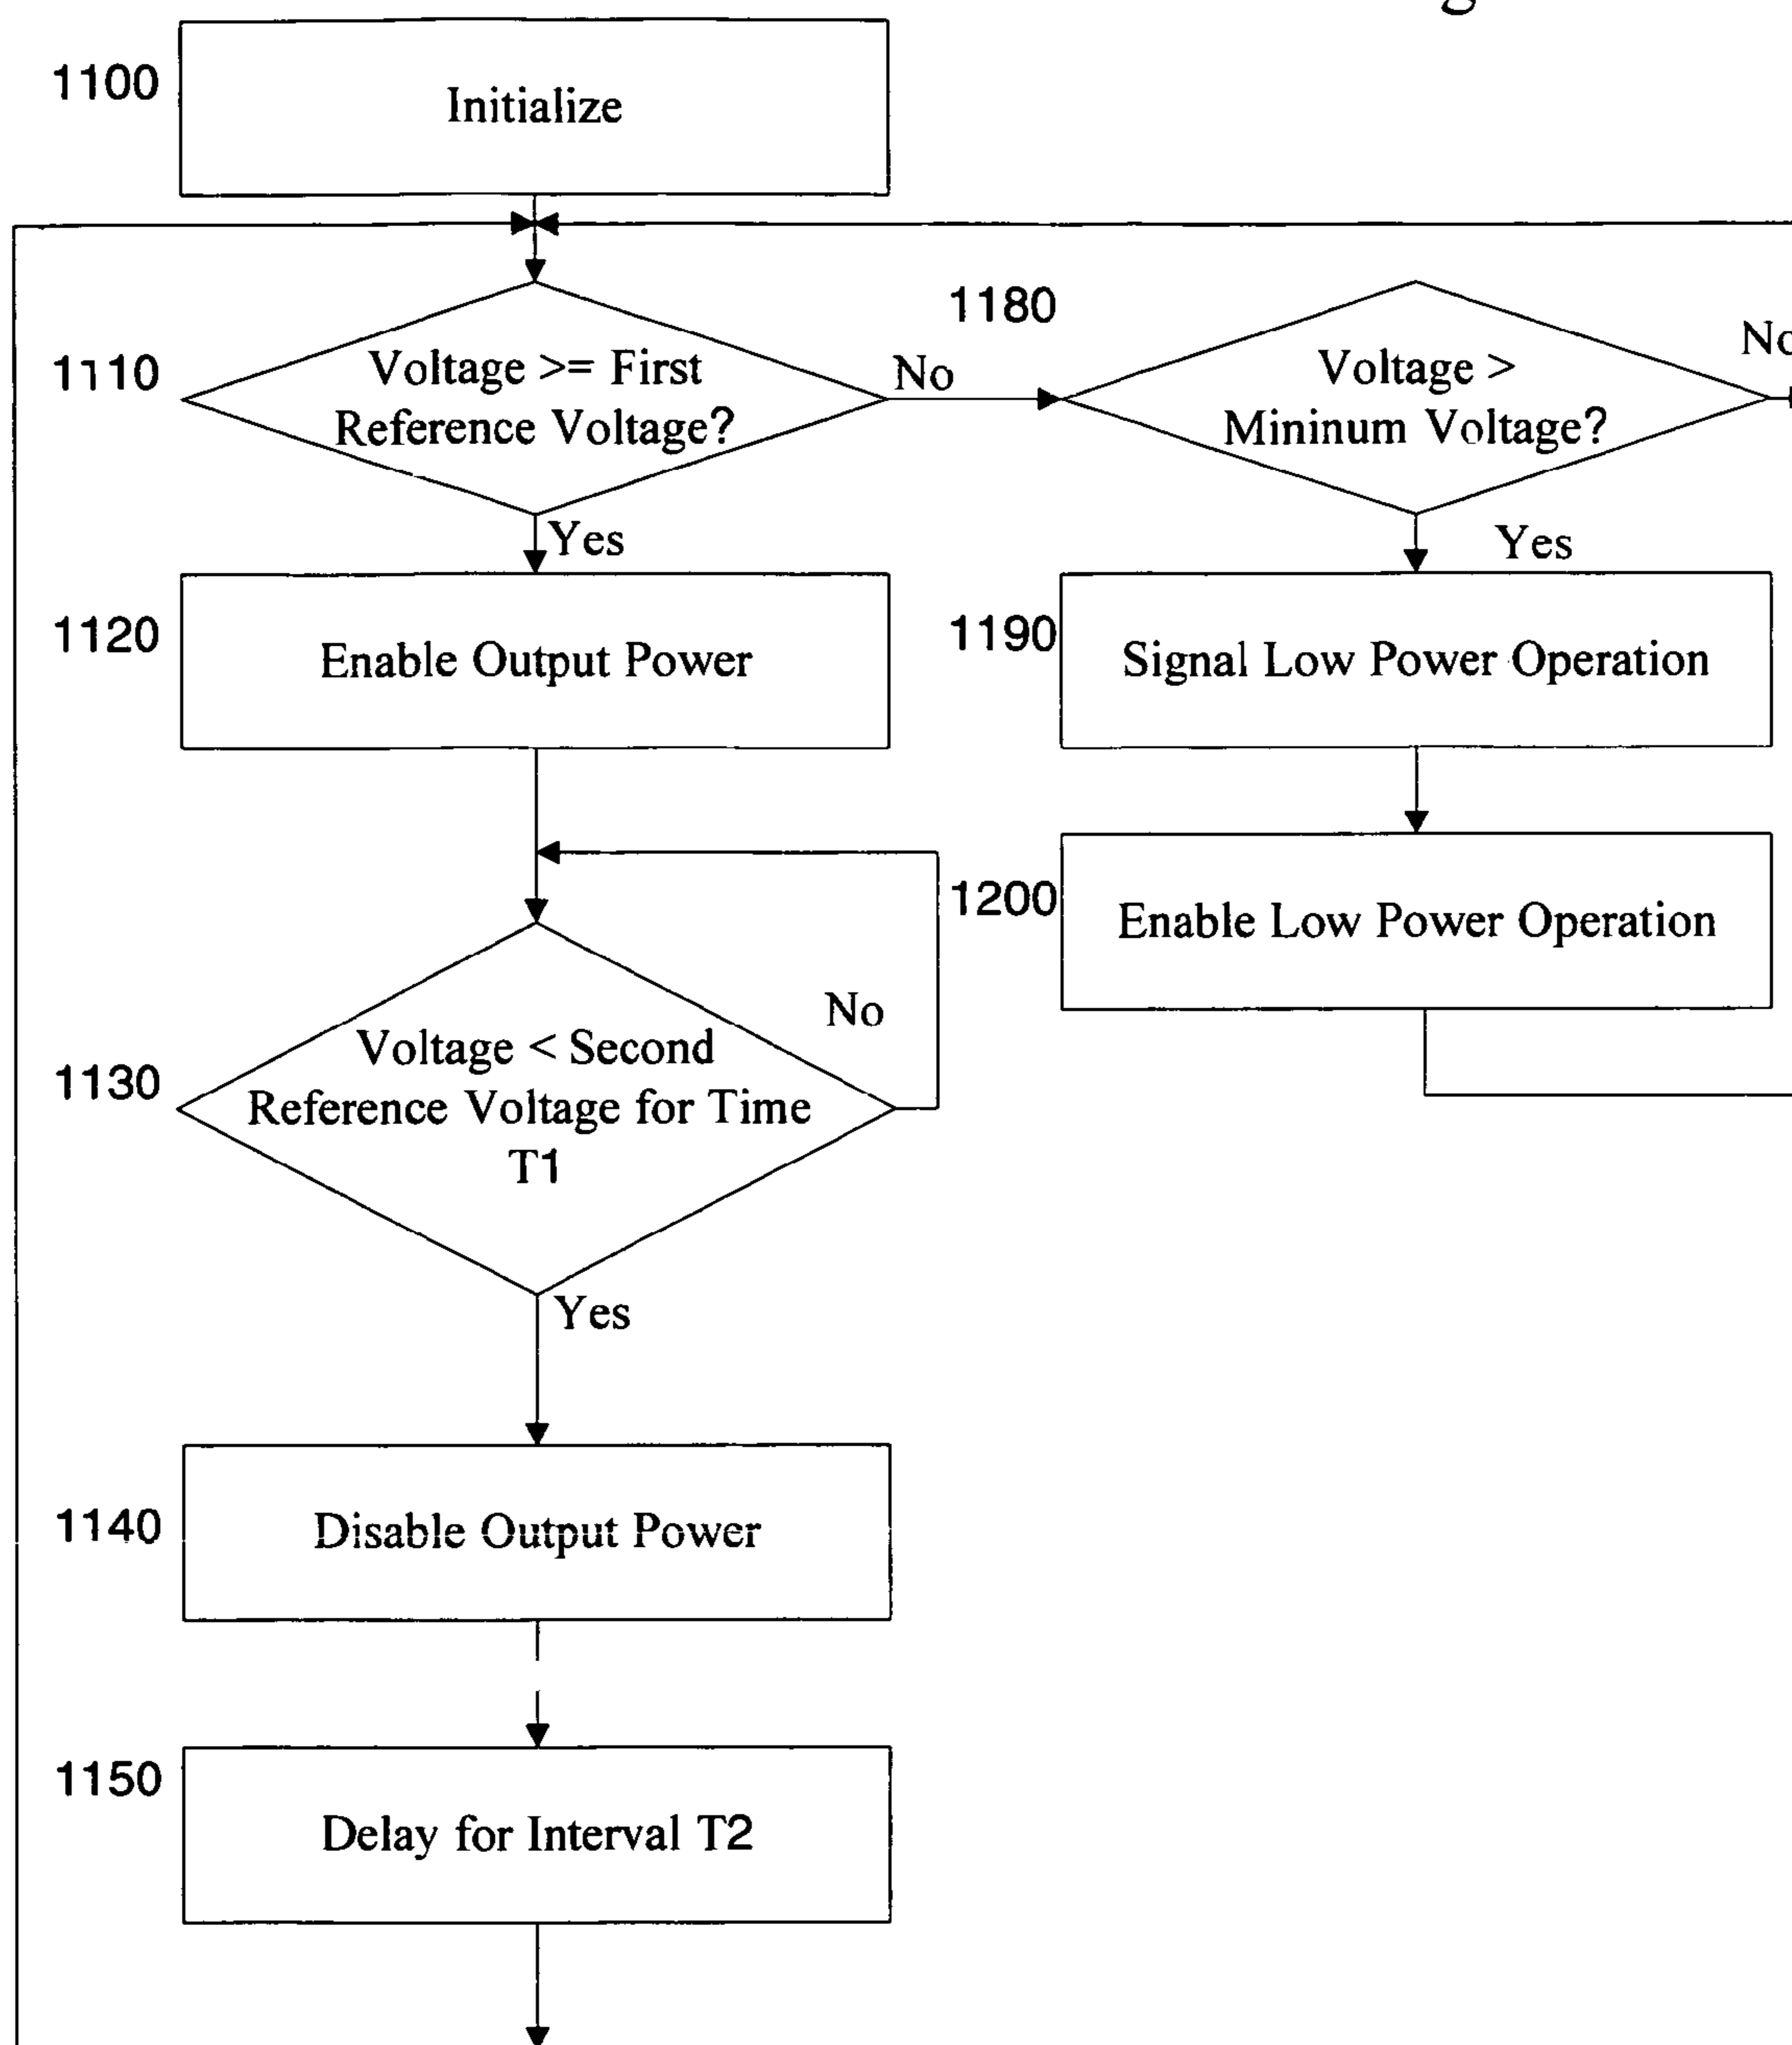 1100
Initialize
1110
Voltage >= First
Reference Voltage?
No
Yes
1180
Voltage >
Mininum Voltage?
No
Yes
1120
Enable Output Power
1190
Signal Low Power Operation
1200
Enable Low Power Operation
1130
Voltage < Second
Reference Voltage for Time
T1
No
Yes
1140
Disable Output Power
1150
Delay for Interval T2